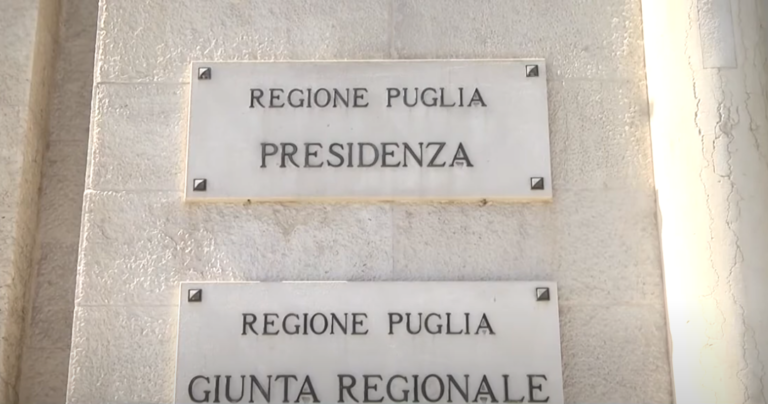 REGIONE PUGLIA
PRESIDENZA
REGIONE PUGLIA
GIUNTA REGIONALE